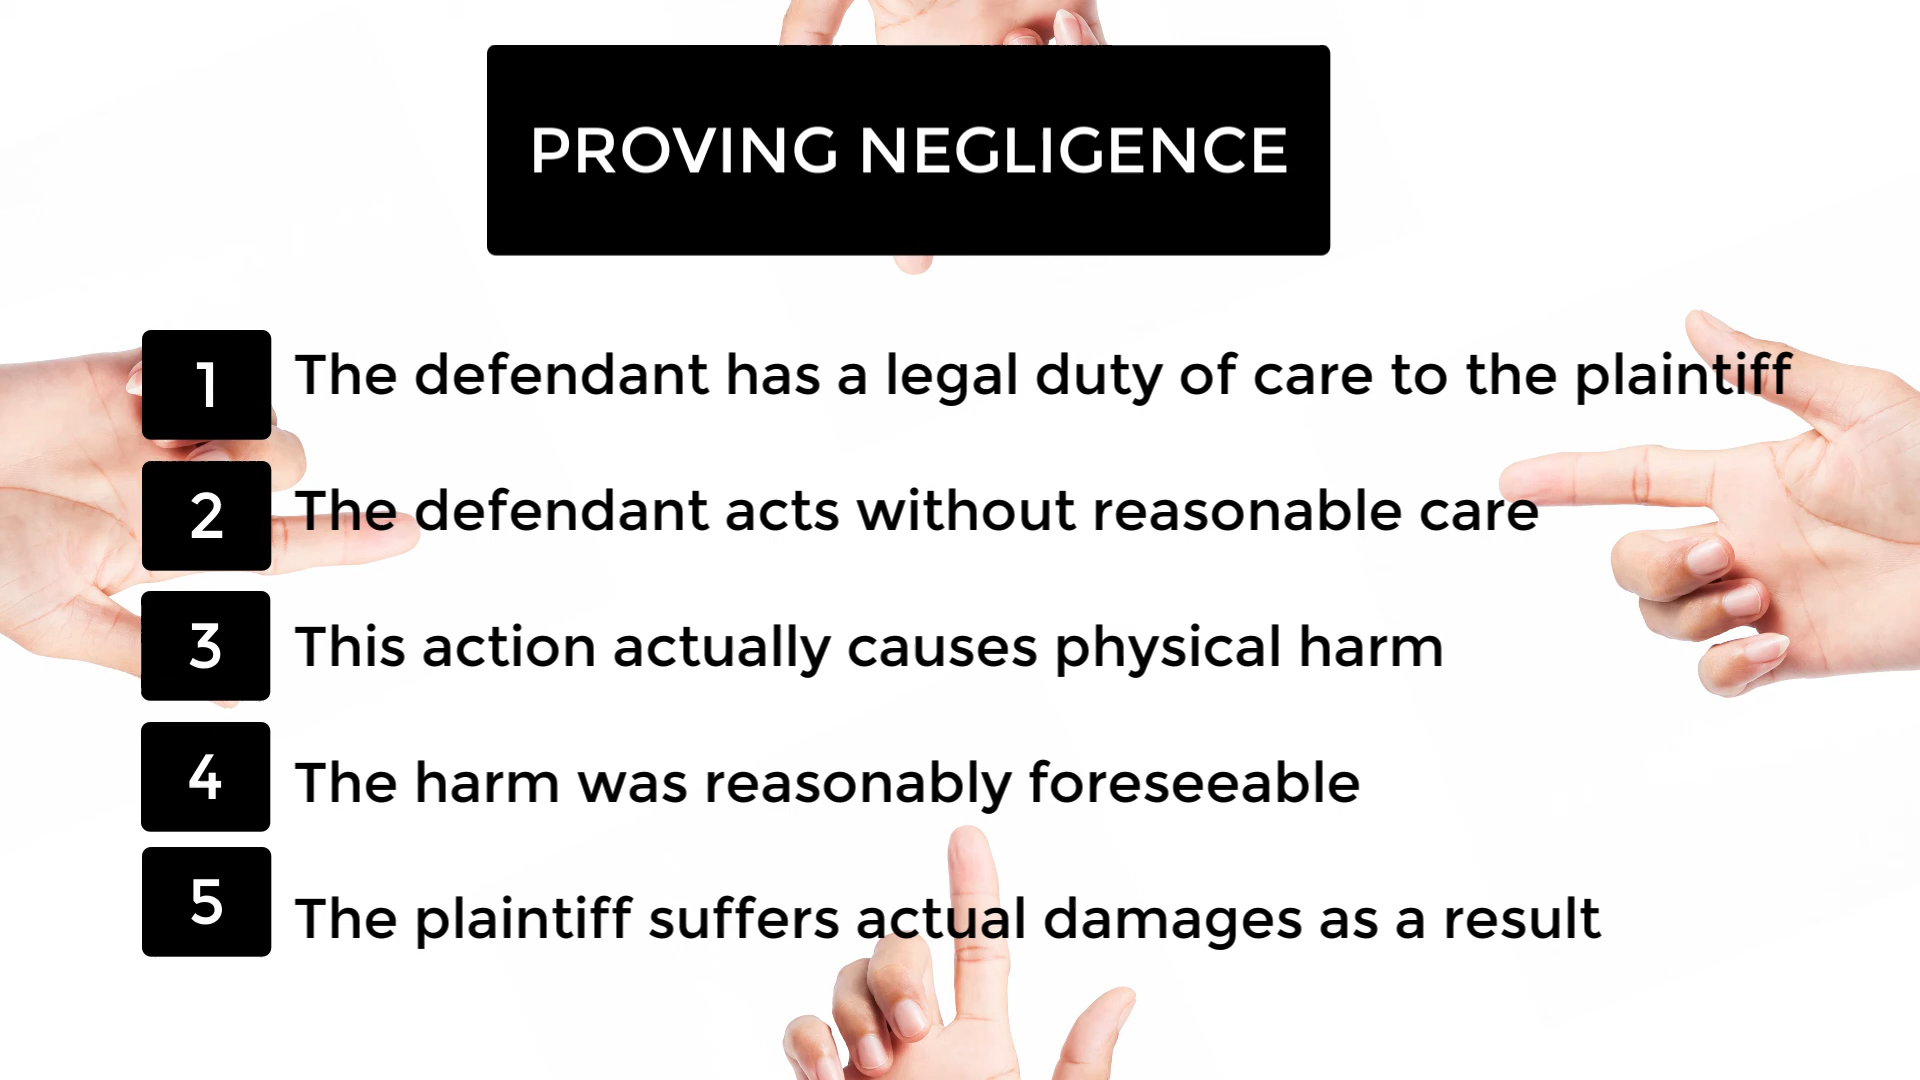 PROVING NEGLIGENCE
1 The defendant has a legal duty of care to the plaintiff
2 The defendant acts without reasonable care
3 This action actually causes physical harm
4 The harm was reasonably foreseeable
5 The plaintiff suffers actual damages as a result